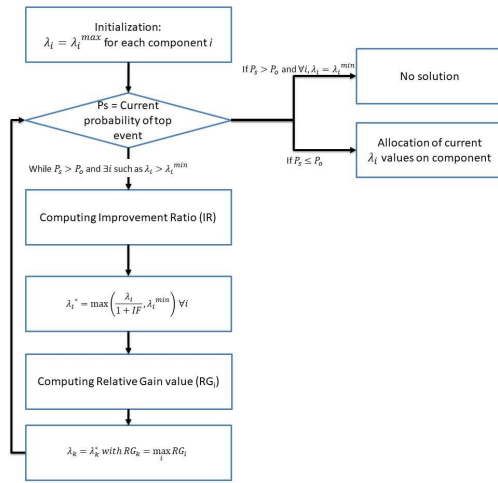 Initialization:
λᵢ = λᵢᵐᵃˣ for each component i
Ps = Current
probability of top
event
If Pₛ > Pₒ and ∀i, λᵢ = λᵢᵐⁱⁿ
No solution
Allocation of current
λᵢ values on component
If Pₛ ≤ Pₒ
While Pₛ > Pₒ and ∃i such as λᵢ > λᵢᵐⁱⁿ
Computing Improvement Ratio (IR)
λᵢ* = max(λᵢ / (1 + IF), λᵢᵐⁱⁿ) ∀i
Computing Relative Gain value (RGᵢ)
λₖ = λₖ* with RGₖ = maxᵢ RGᵢ